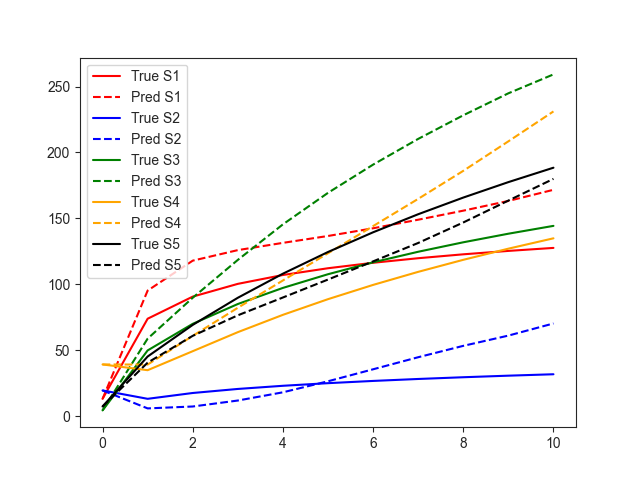 True S1
Pred S1
True S2
Pred S2
True S3
Pred S3
True S4
Pred S4
True S5
Pred S5
250
200
150
100
50
0
0 2 4 6 8 10